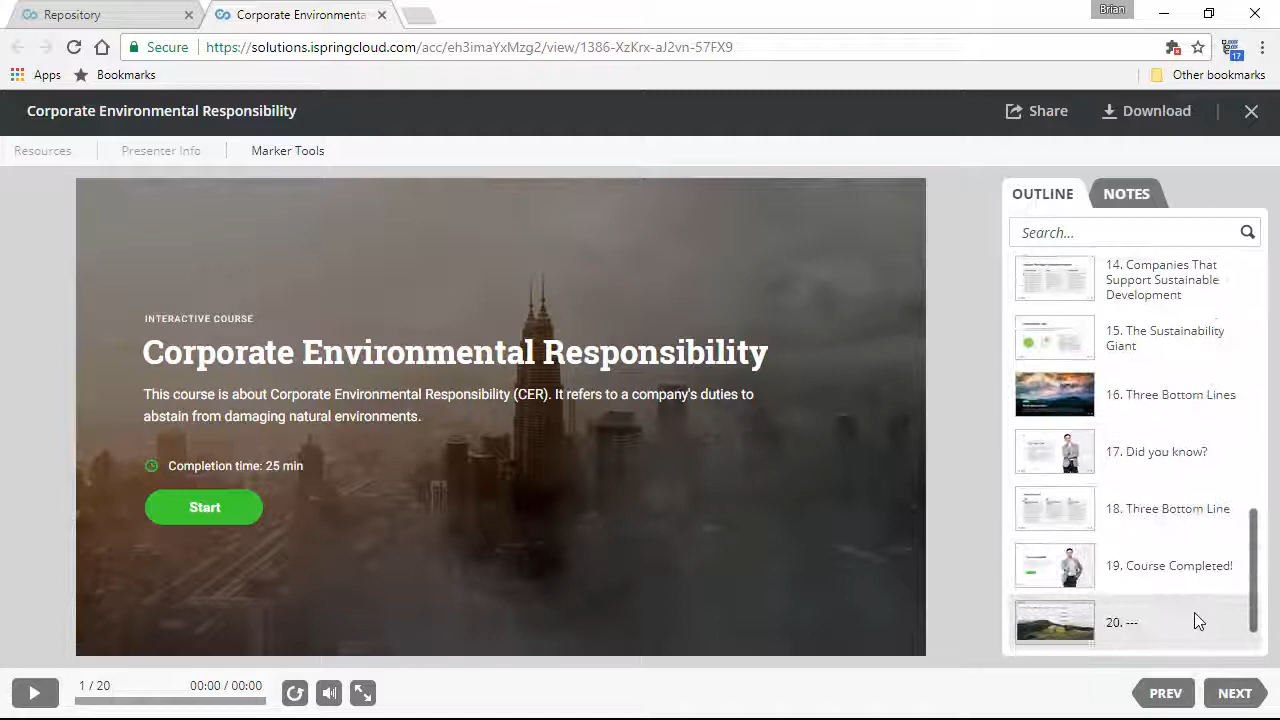 Repository
Corporate Environmenta
Brian
Secure
https://solutions.ispringcloud.com/acc/eh3imaYxMzg2/view/1386-XzKrx-aJ2vn-57FX9
17
Apps
Bookmarks
Other bookmarks
Corporate Environmental Responsibility
Share
Download
Resources
Presenter Info
Marker Tools
OUTLINE
NOTES
Search...
INTERACTIVE COURSE
Corporate Environmental Responsibility
This course is about Corporate Environmental Responsibility (CER). It refers to a company's duties to
abstain from damaging natural environments.
Completion time: 25 min
Start
14. Companies That
Support Sustainable
Development
15. The Sustainability
Giant
16. Three Bottom Lines
17. Did you know?
18. Three Bottom Line
19. Course Completed!
20. ---
1 / 20
00:00 / 00:00
PREV
NEXT